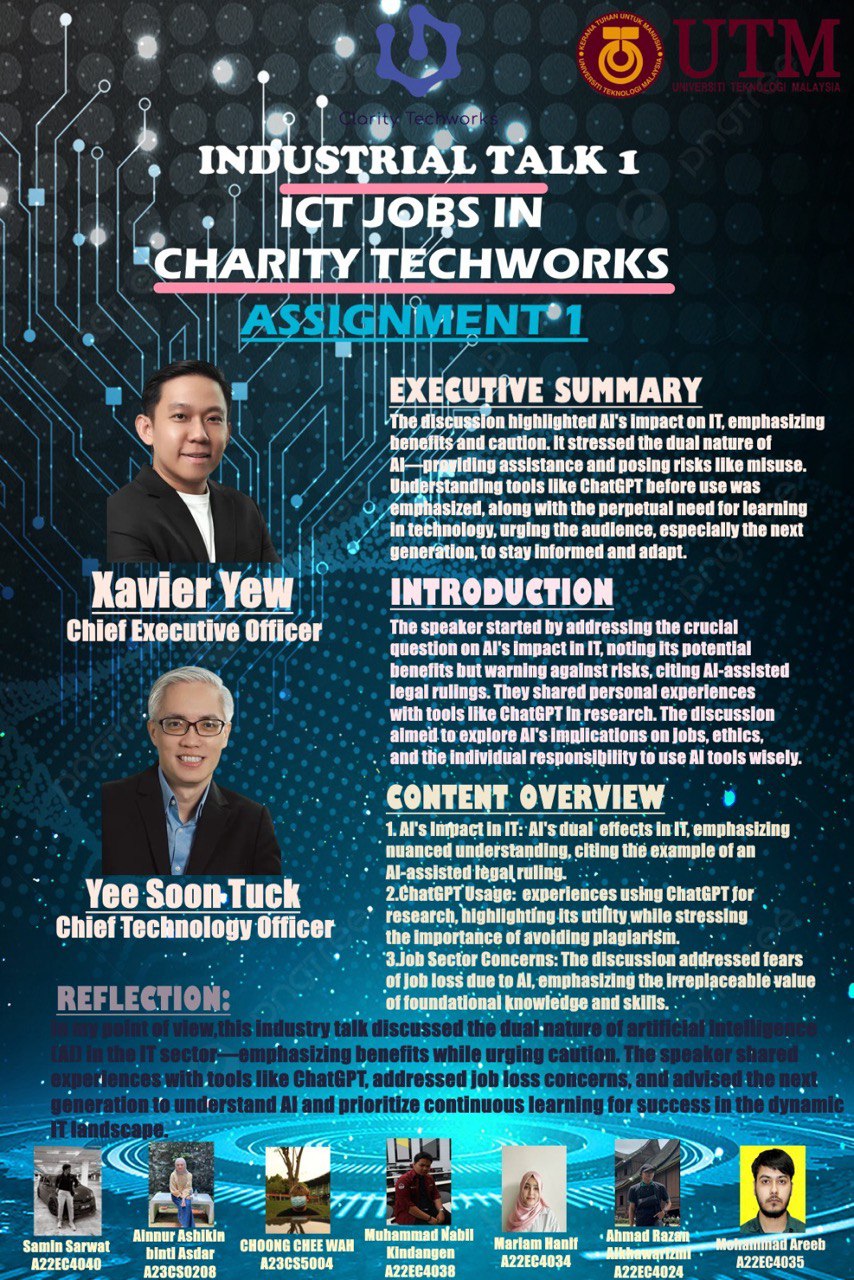 Clarity Techworks
KERANA TUHAN UNTUK MANUSIA
UNIVERSITI TEKNOLOGI MALAYSIA
UTM
UNIVERSITI TEKNOLOGI MALAYSIA
INDUSTRIAL TALK 1
ICT JOBS IN
CHARITY TECHWORKS
ASSIGNMENT 1
Xavier Yew
Chief Executive Officer
Yee Soon Tuck
Chief Technology Officer
EXECUTIVE SUMMARY
The discussion highlighted AI's impact on IT, emphasizing
benefits and caution. It stressed the dual nature of
AI—providing assistance and posing risks like misuse.
Understanding tools like ChatGPT before use was
emphasized, along with the perpetual need for learning
in technology, urging the audience, especially the next
generation, to stay informed and adapt.
INTRODUCTION
The speaker started by addressing the crucial
question on AI's impact in IT, noting its potential
benefits but warning against risks, citing AI-assisted
legal rulings. They shared personal experiences
with tools like ChatGPT in research. The discussion
aimed to explore AI's implications on jobs, ethics,
and the individual responsibility to use AI tools wisely.
CONTENT OVERVIEW
1. AI's Impact in IT: AI's dual effects in IT, emphasizing
nuanced understanding, citing the example of an
AI-assisted legal ruling.
2.ChatGPT Usage: experiences using ChatGPT for
research, highlighting its utility while stressing
the importance of avoiding plagiarism.
3.Job Sector Concerns: The discussion addressed fears
of job loss due to AI, emphasizing the irreplaceable value
of foundational knowledge and skills.
REFLECTION:
In my point of view,this industry talk discussed the dual nature of artificial intelligence
(AI) in the IT sector—emphasizing benefits while urging caution. The speaker shared
experiences with tools like ChatGPT, addressed job loss concerns, and advised the next
generation to understand AI and prioritize continuous learning for success in the dynamic
IT landscape.
Samin Sarwat
A22EC4040
Ainnur Ashikin
binti Asdar
A23CS0208
CHOONG CHEE WAH
A23CS5004
Muhammad Nabil
Kindangen
A22EC4038
Mariam Hanif
A22EC4034
Ahmad Razan
Alkhawarizmi
A22EC4024
Mohammad Areeb
A22EC4035
pngtree